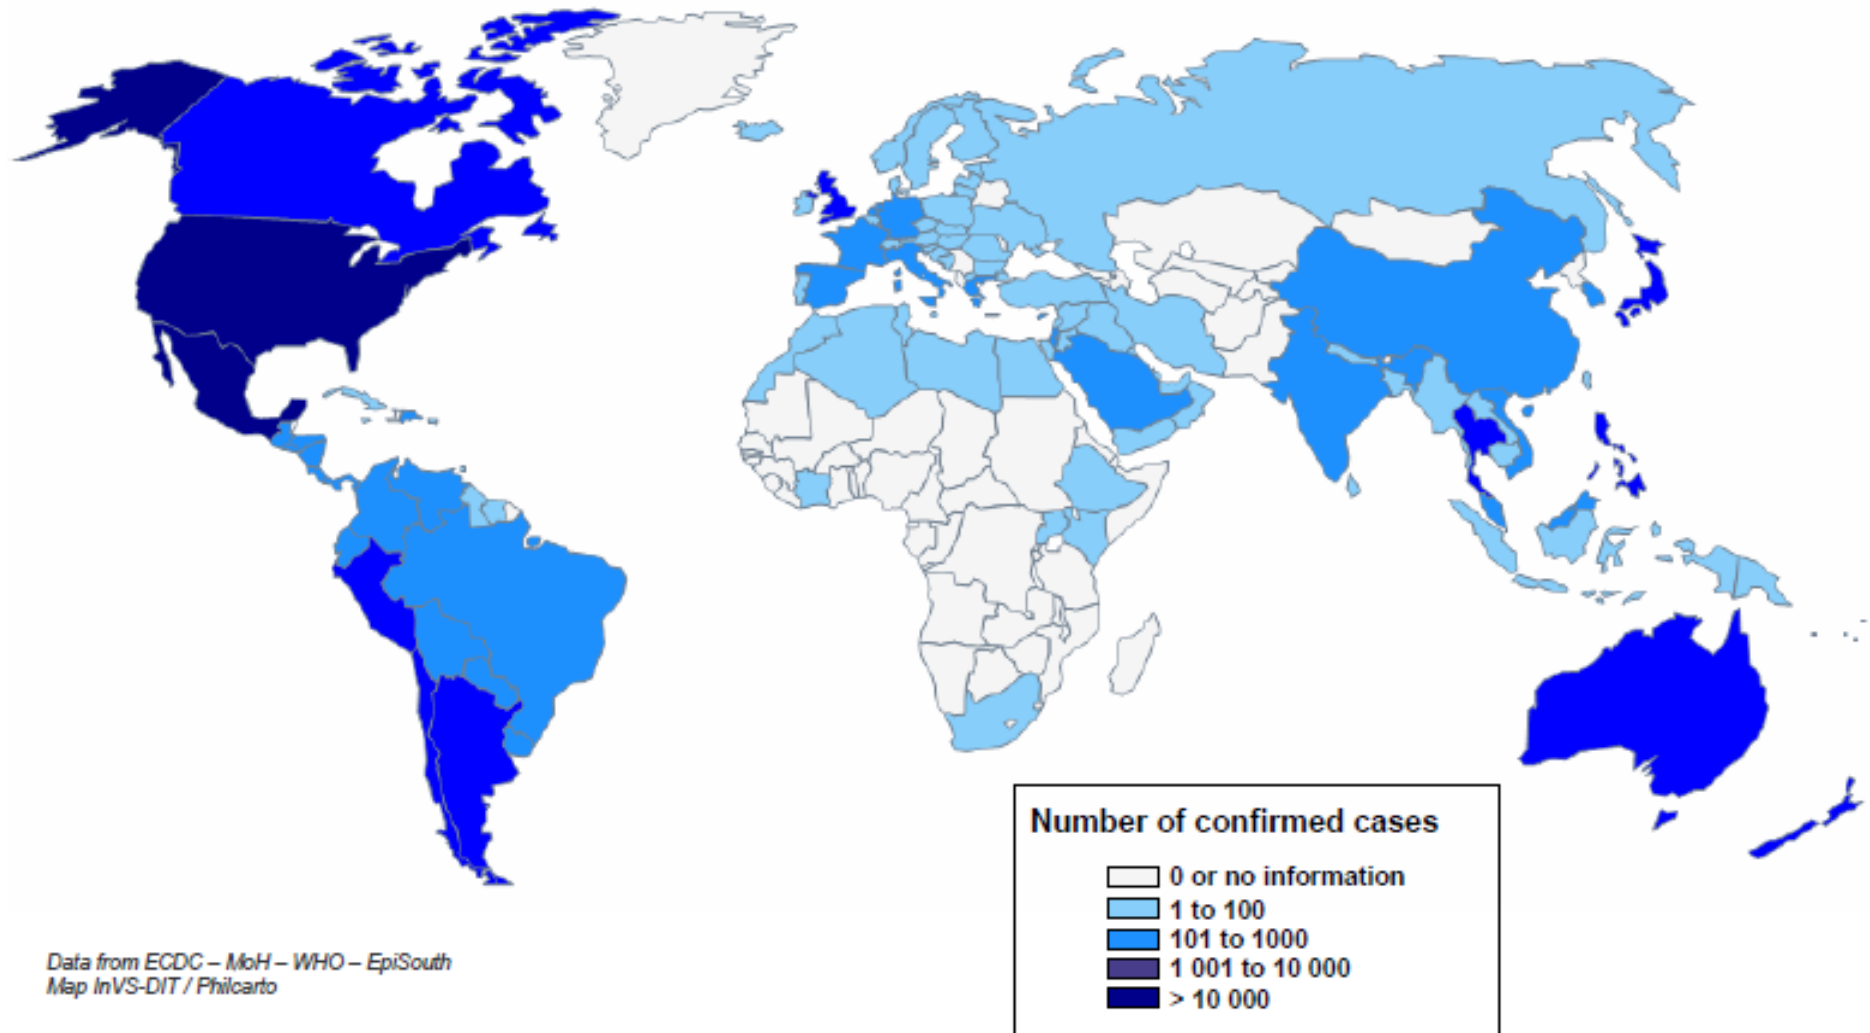 Number of confirmed cases
0 or no information
1 to 100
101 to 1000
1 001 to 10 000
> 10 000
Data from ECDC – MoH – WHO – EpiSouth
Map InVS-DIT / Philcarto